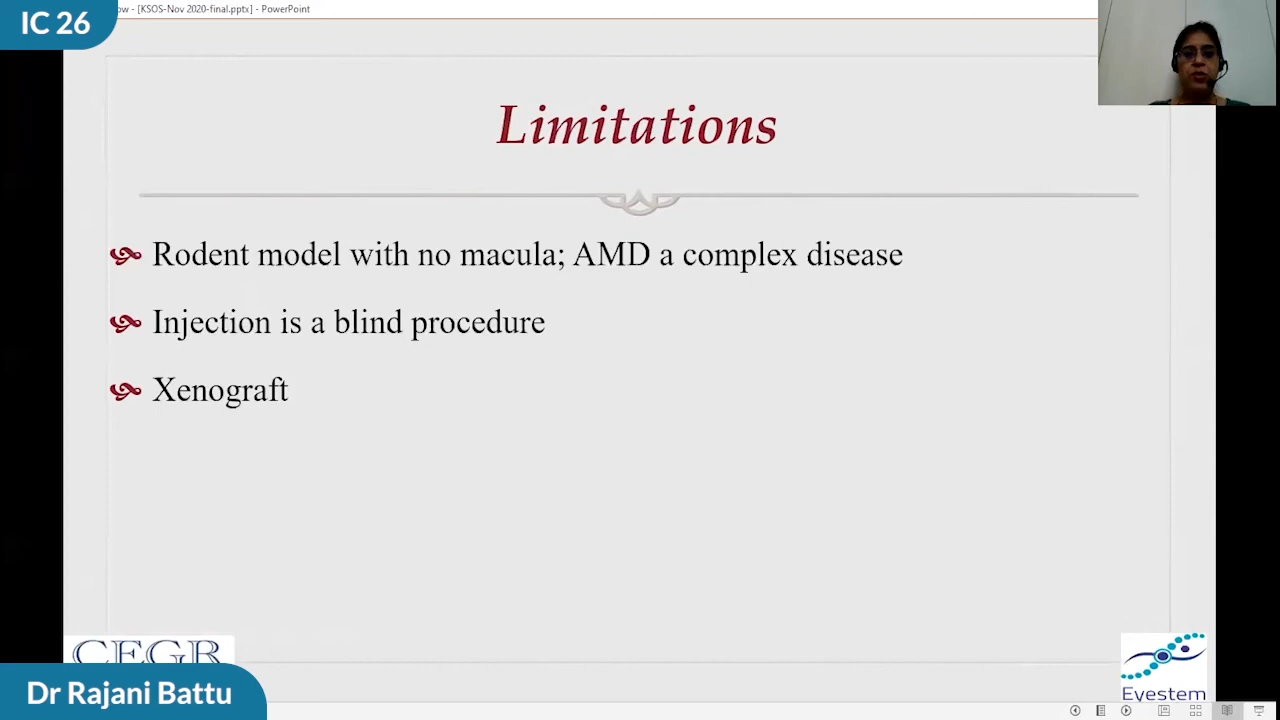 IC 26
ow - [KSOS-Nov 2020-final.pptx] - PowerPoint
Limitations
Rodent model with no macula; AMD a complex disease
Injection is a blind procedure
Xenograft
CEGR
Eyestem
Dr Rajani Battu